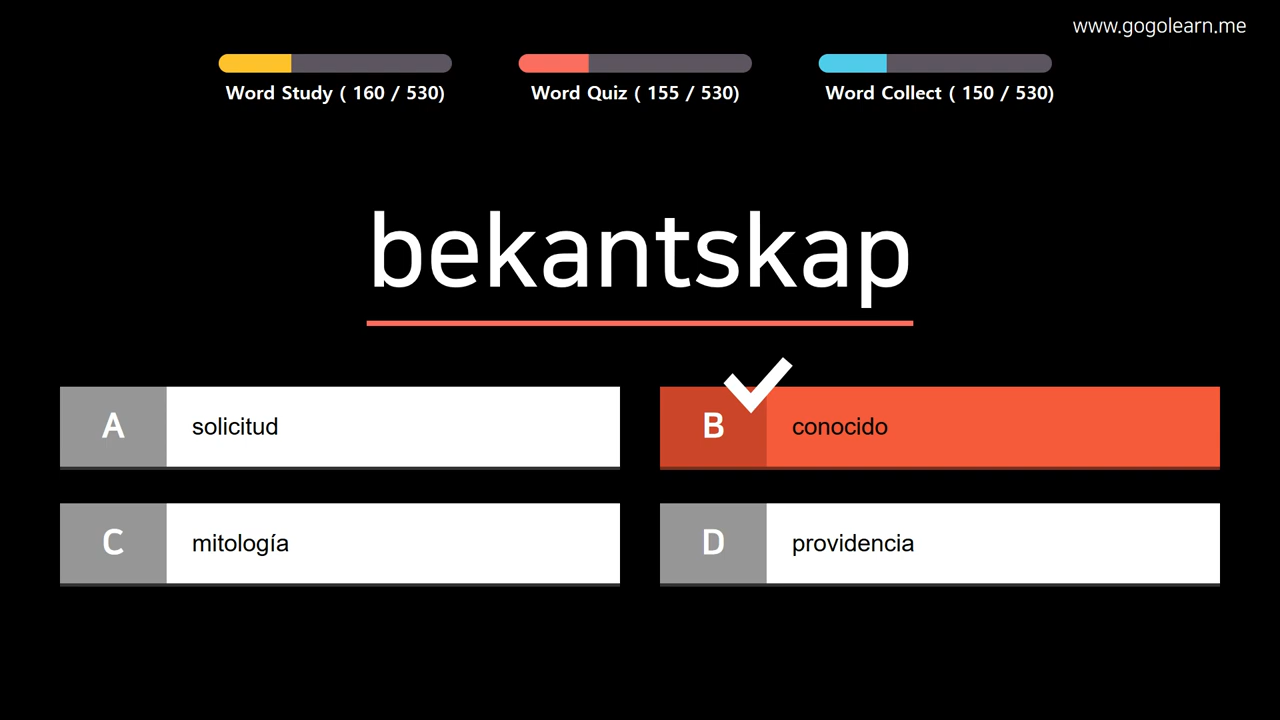 www.gogolearn.me
Word Study ( 160 / 530)
Word Quiz ( 155 / 530)
Word Collect ( 150 / 530)
bekantskap
A solicitud
B conocido
C mitología
D providencia